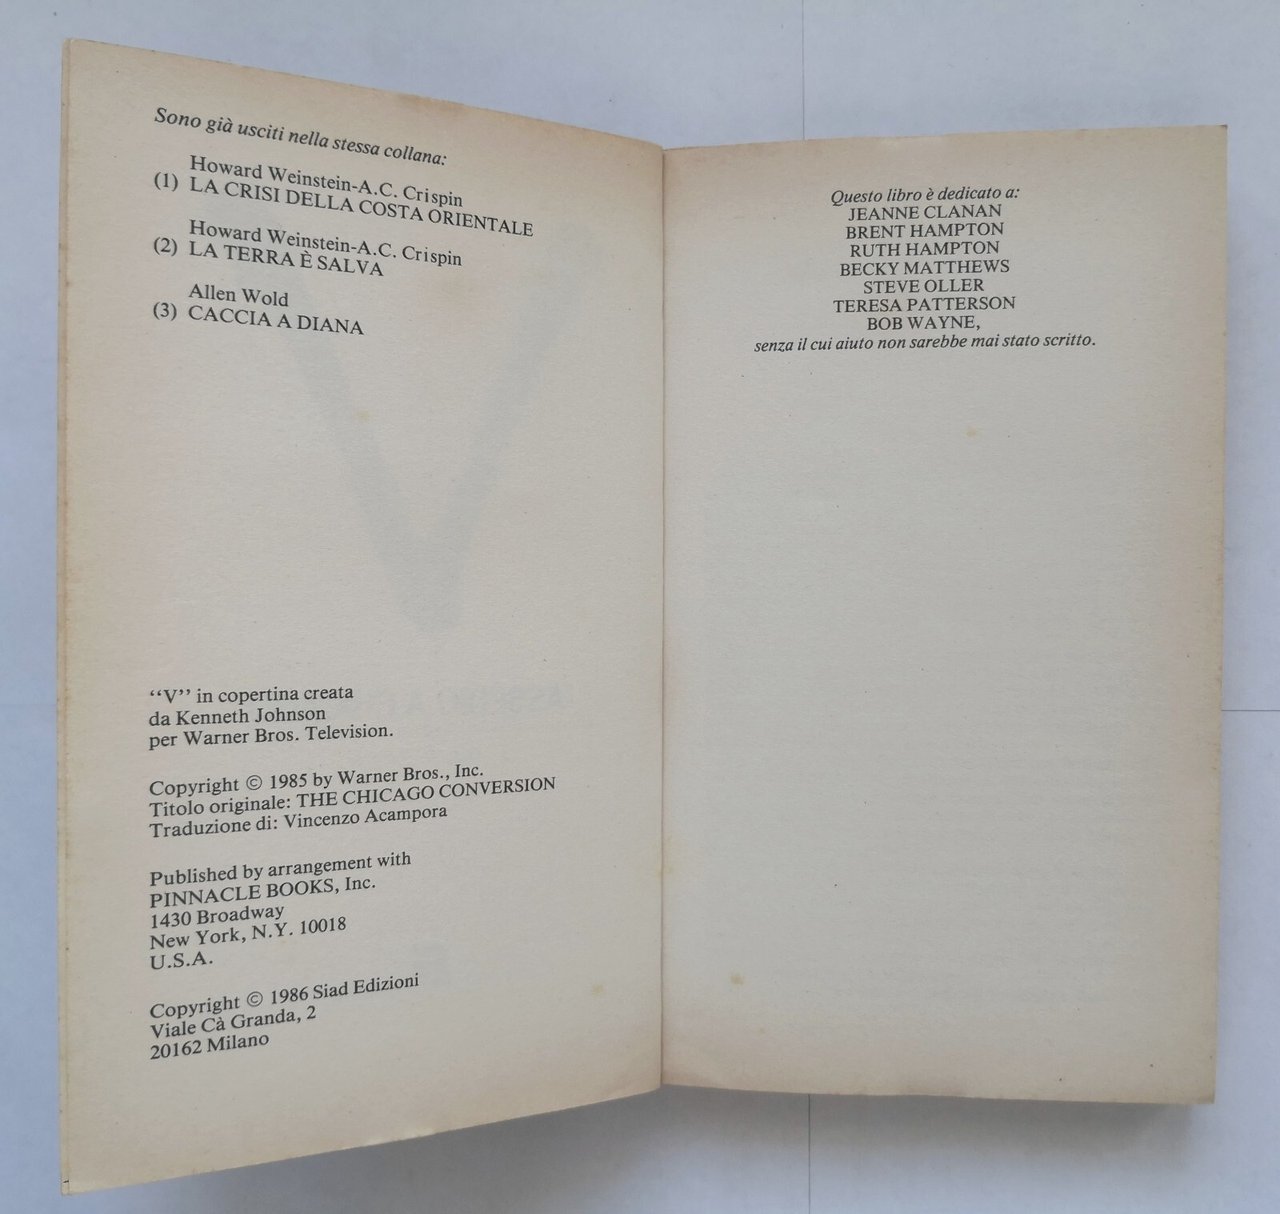 Sono già usciti nella stessa collana:
Howard Weinstein-A.C. Crispin
(1) LA CRISI DELLA COSTA ORIENTALE
Howard Weinstein-A.C. Crispin
(2) LA TERRA È SALVA
Allen Wold
(3) CACCIA A DIANA
“V” in copertina creata
da Kenneth Johnson
per Warner Bros. Television.
Copyright © 1985 by Warner Bros., Inc.
Titolo originale: THE CHICAGO CONVERSION
Traduzione di: Vincenzo Acampora
Published by arrangement with
PINNACLE BOOKS, Inc.
1430 Broadway
New York, N.Y. 10018
U.S.A.
Copyright © 1986 Siad Edizioni
Viale Cà Granda, 2
20162 Milano
Questo libro è dedicato a:
JEANNE CLANAN
BRENT HAMPTON
RUTH HAMPTON
BECKY MATTHEWS
STEVE OLLER
TERESA PATTERSON
BOB WAYNE,
senza il cui aiuto non sarebbe mai stato scritto.